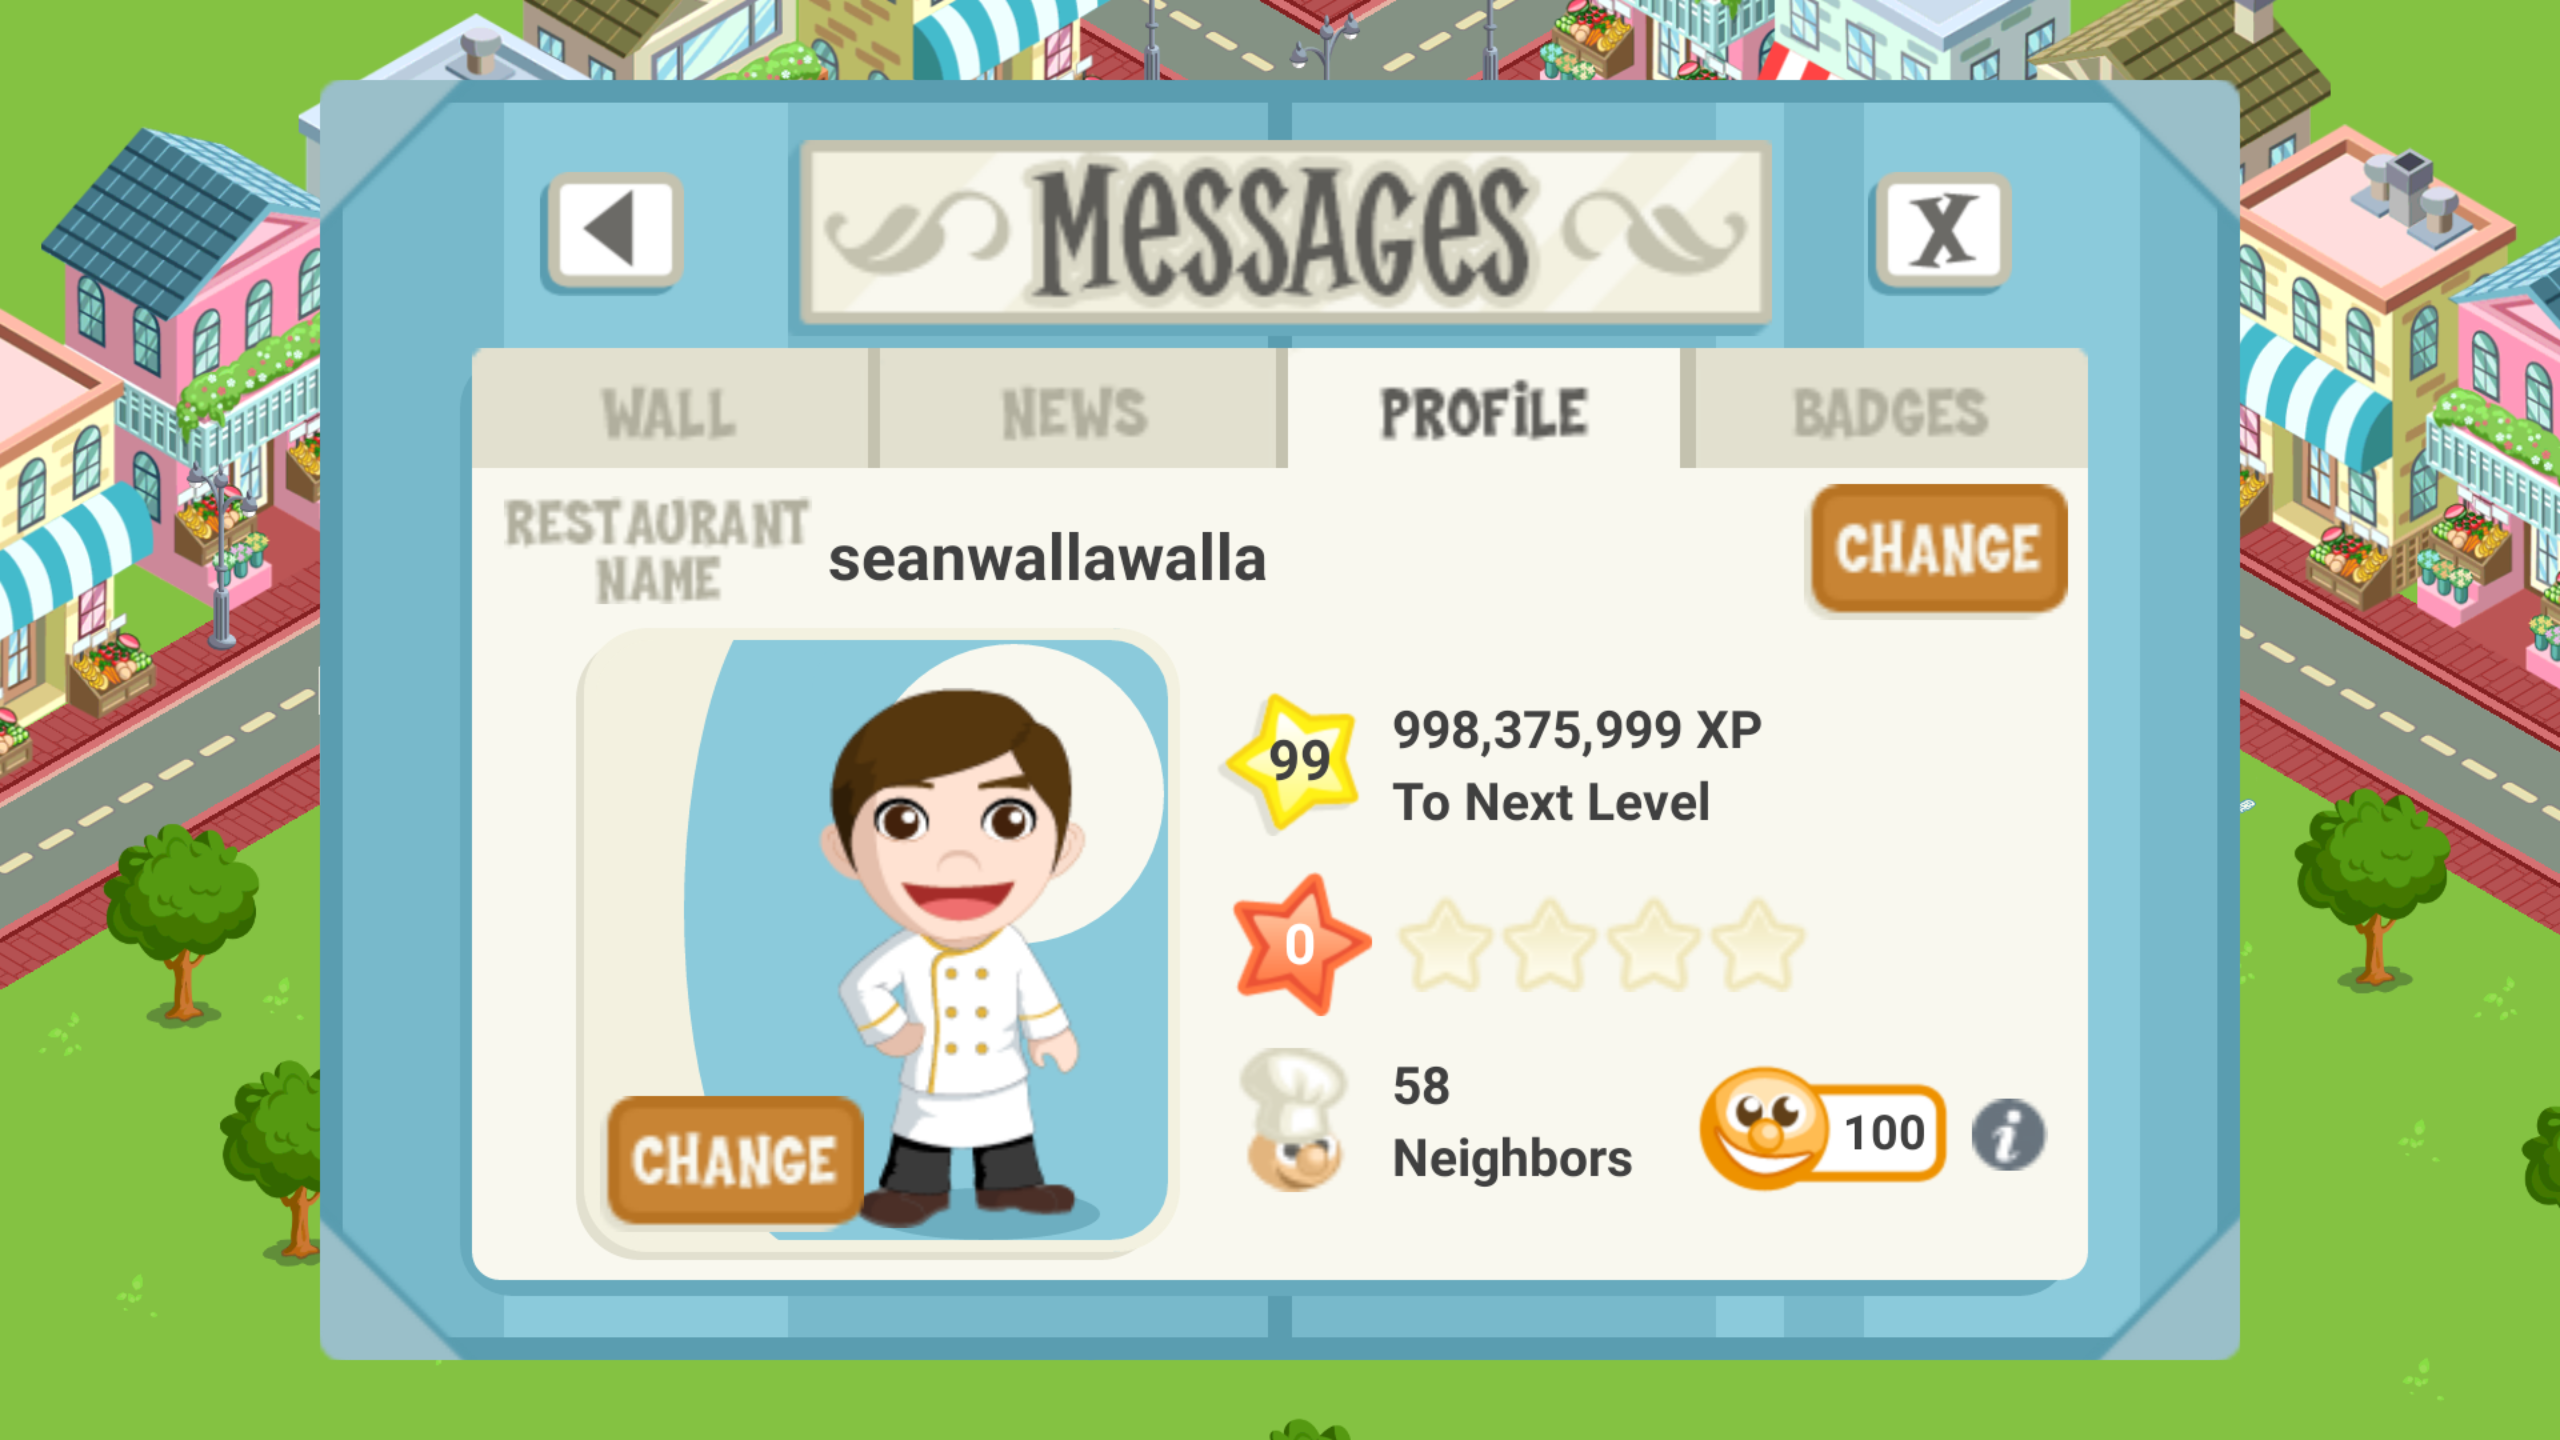 MESSAGES
X
WALL
NEWS
PROFILE
BADGES
RESTAURANT
NAME
seanwallawalla
CHANGE
99
998,375,999 XP
To Next Level
0
58
Neighbors
100
i
CHANGE